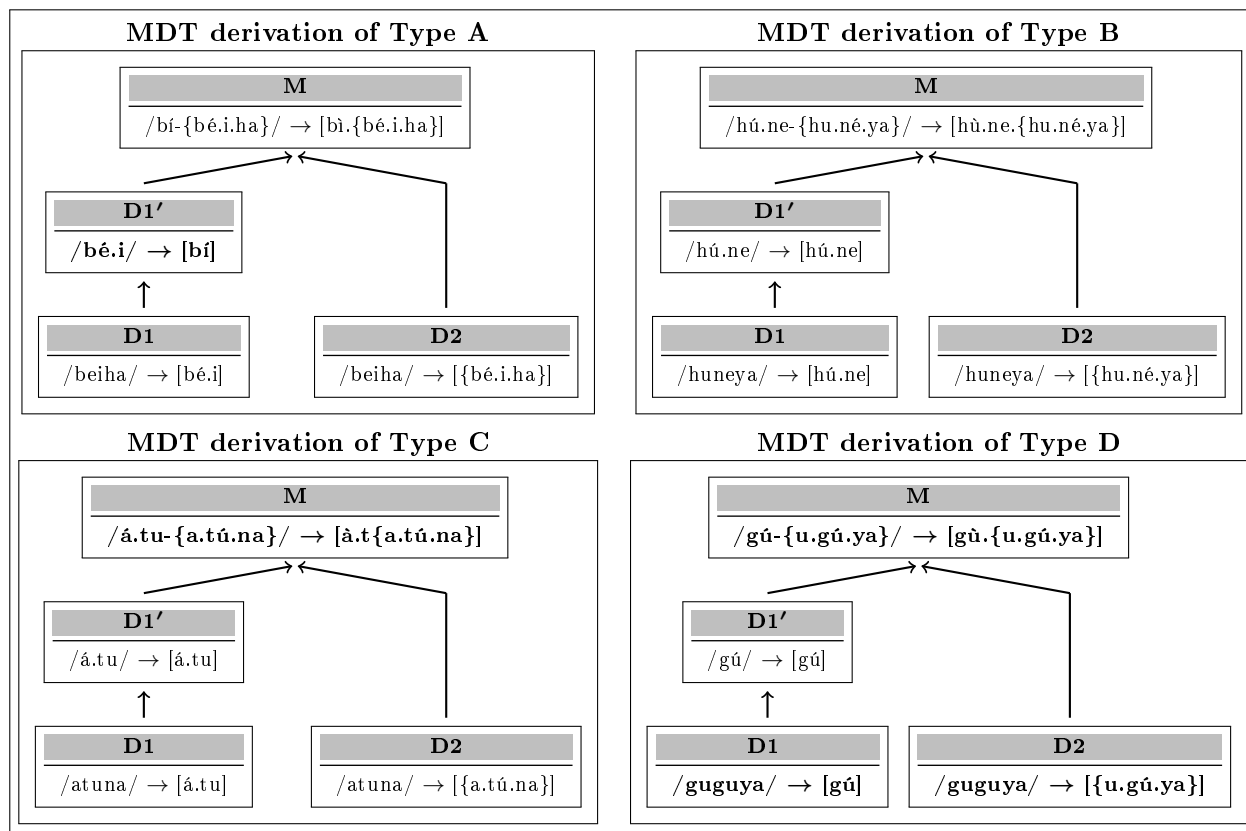 MDT derivation of Type A
M
/bí-{bé.i.ha}/ → [bì.{bé.i.ha}]
D1′
/bé.i/ → [bí]
D1
/beiha/ → [bé.i]
D2
/beiha/ → [{bé.i.ha}]
MDT derivation of Type B
M
/hú.ne-{hu.né.ya}/ → [hù.ne.{hu.né.ya}]
D1′
/hú.ne/ → [hú.ne]
D1
/huneya/ → [hú.ne]
D2
/huneya/ → [{hu.né.ya}]
MDT derivation of Type C
M
/á.tu-{a.tú.na}/ → [à.t{a.tú.na}]
D1′
/á.tu/ → [á.tu]
D1
/atuna/ → [á.tu]
D2
/atuna/ → [{a.tú.na}]
MDT derivation of Type D
M
/gú-{u.gú.ya}/ → [gù.{u.gú.ya}]
D1′
/gú/ → [gú]
D1
/guguya/ → [gú]
D2
/guguya/ → [{u.gú.ya}]